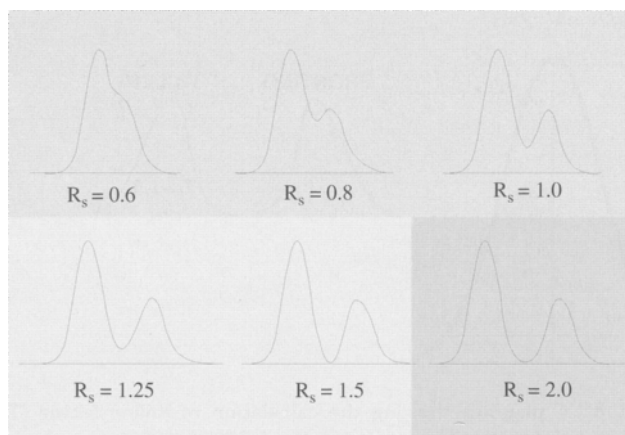 Rs = 0.6
Rs = 0.8
Rs = 1.0
Rs = 1.25
Rs = 1.5
Rs = 2.0